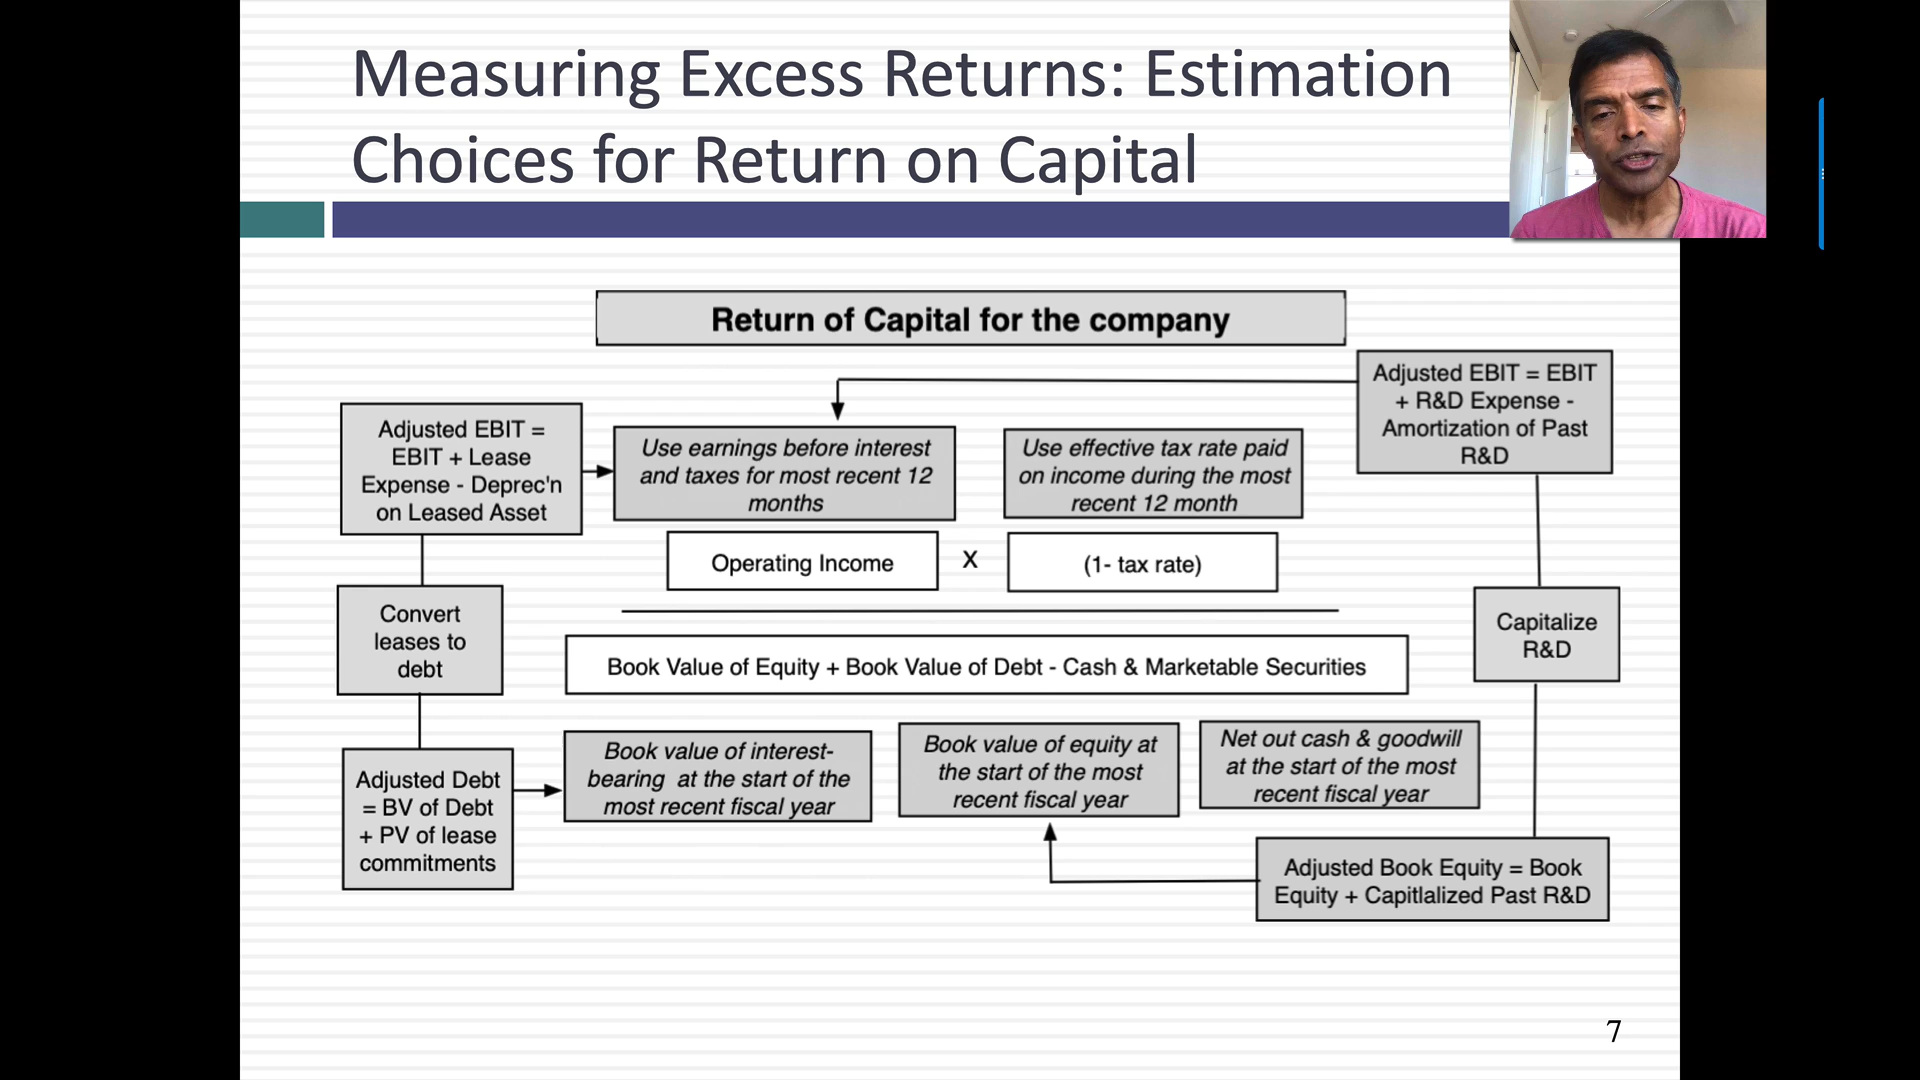 Measuring Excess Returns: Estimation
Choices for Return on Capital
Return of Capital for the company
Adjusted EBIT = EBIT
+ R&D Expense -
Amortization of Past
R&D
Adjusted EBIT =
EBIT + Lease
Expense - Deprec'n
on Leased Asset
Use earnings before interest
and taxes for most recent 12
months
Use effective tax rate paid
on income during the most
recent 12 month
Operating Income
X
(1- tax rate)
Convert
leases to
debt
Book Value of Equity + Book Value of Debt - Cash & Marketable Securities
Capitalize
R&D
Adjusted Debt
= BV of Debt
+ PV of lease
commitments
Book value of interest-
bearing at the start of the
most recent fiscal year
Book value of equity at
the start of the most
recent fiscal year
Net out cash & goodwill
at the start of the most
recent fiscal year
Adjusted Book Equity = Book
Equity + Capitlalized Past R&D
7